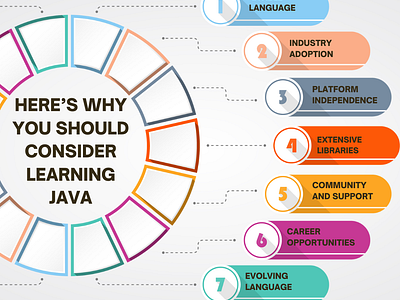 HERE'S WHY
YOU SHOULD
CONSIDER
LEARNING
JAVA
1
LANGUAGE
2
INDUSTRY
ADOPTION
3
PLATFORM
INDEPENDENCE
4
EXTENSIVE
LIBRARIES
5
COMMUNITY
AND SUPPORT
6
CAREER
OPPORTUNITIES
7
EVOLVING
LANGUAGE